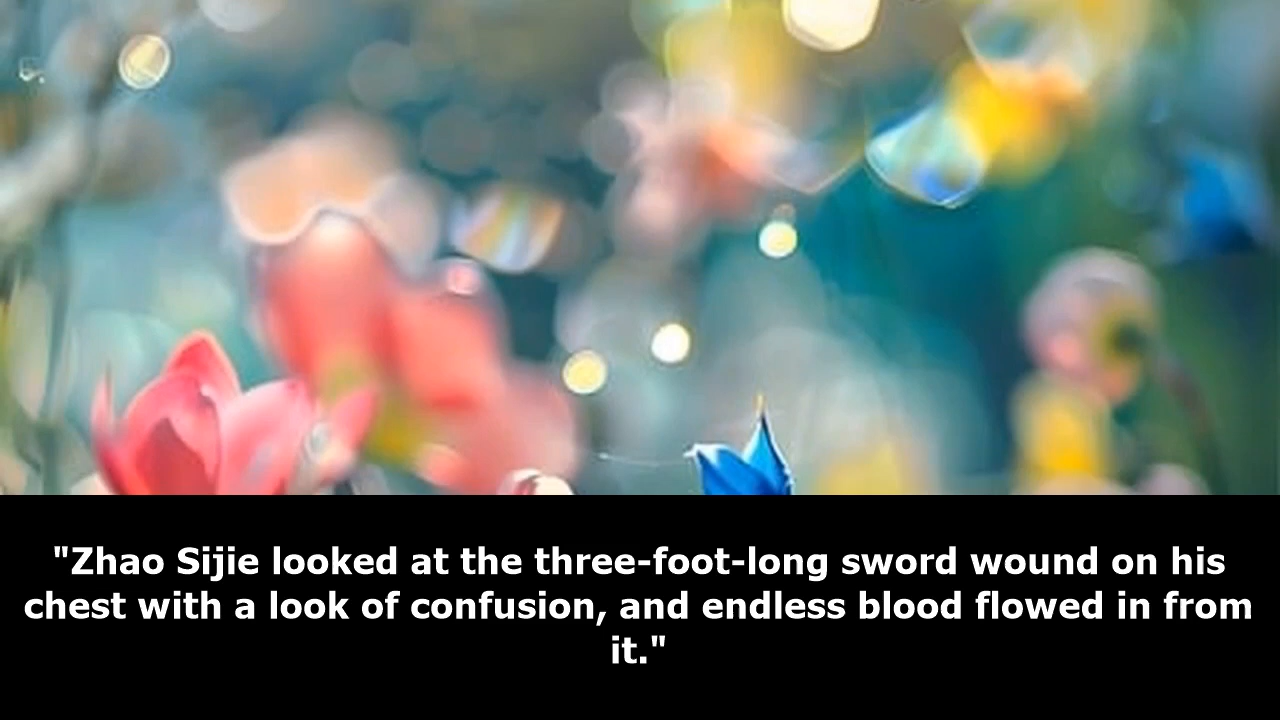 "Zhao Sijie looked at the three-foot-long sword wound on his
chest with a look of confusion, and endless blood flowed in from
it."